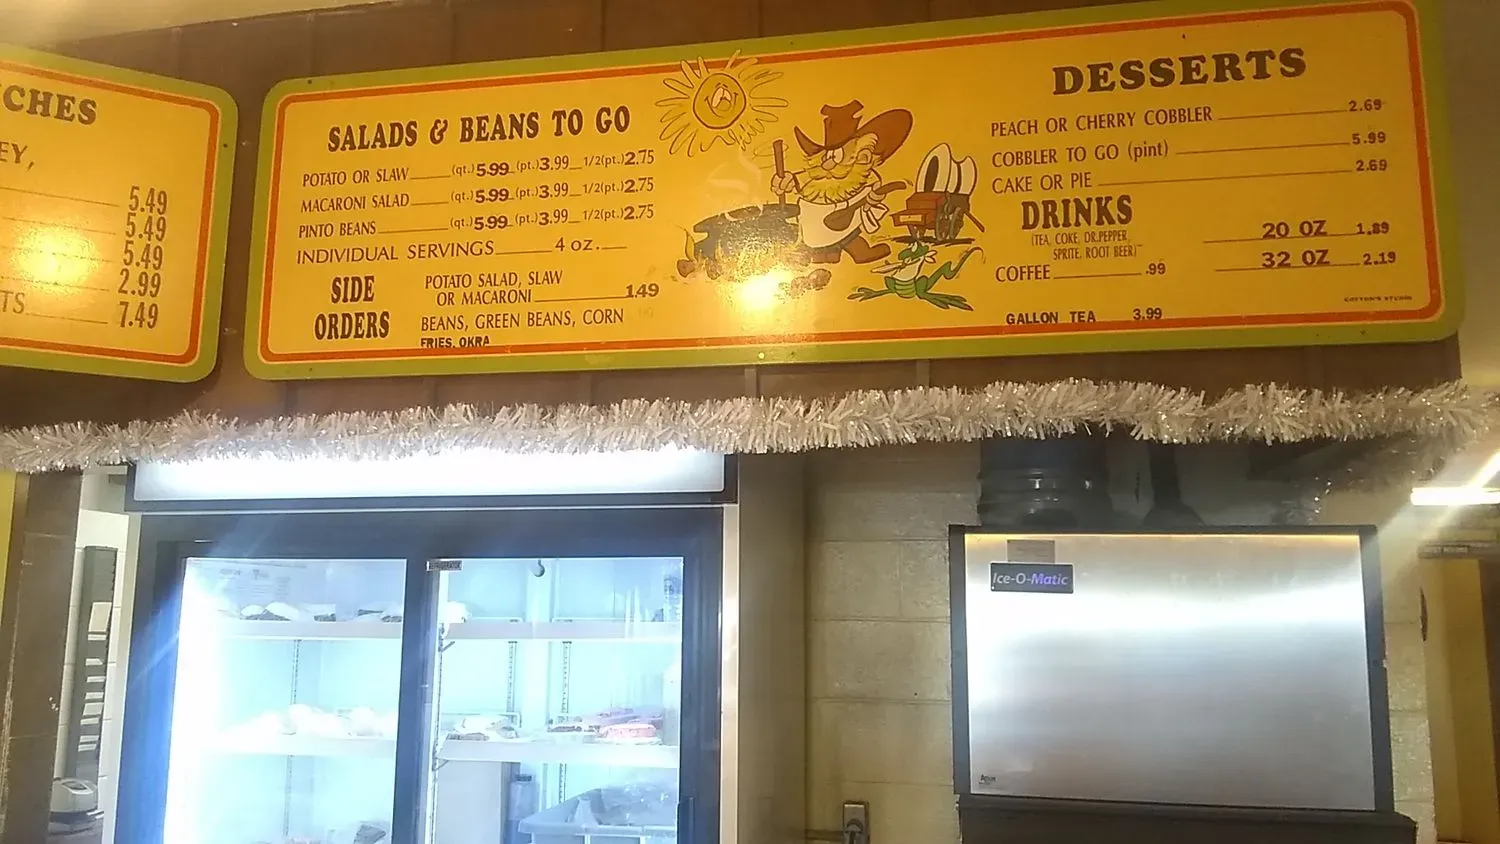 CHES
EY,
5.49
5.49
5.49
2.99
TS 7.49
SALADS & BEANS TO GO
POTATO OR SLAW (qt.) 5.99 (pt.) 3.99 1/2(pt.) 2.75
MACARONI SALAD (qt.) 5.99 (pt.) 3.99 1/2(pt.) 2.75
PINTO BEANS (qt.) 5.99 (pt.) 3.99 1/2(pt.) 2.75
INDIVIDUAL SERVINGS 4 oz.
SIDE
ORDERS
POTATO SALAD, SLAW
OR MACARONI 1.49
BEANS, GREEN BEANS, CORN
FRIES, OKRA
DESSERTS
PEACH OR CHERRY COBBLER 2.69
COBBLER TO GO (pint) 5.99
CAKE OR PIE 2.69
DRINKS
(TEA, COKE, DR.PEPPER,
SPRITE, ROOT BEER)
20 OZ 1.89
32 OZ 2.19
COFFEE .99
GALLON TEA 3.99
COTTON'S STUDIO
Ice-O-Matic